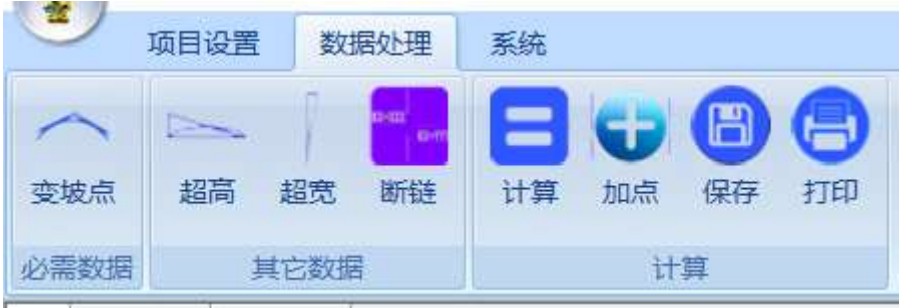 项目设置 数据处理 系统
变坡点 超高 超宽 断链 计算 加点 保存 打印
必需数据 其它数据 计算